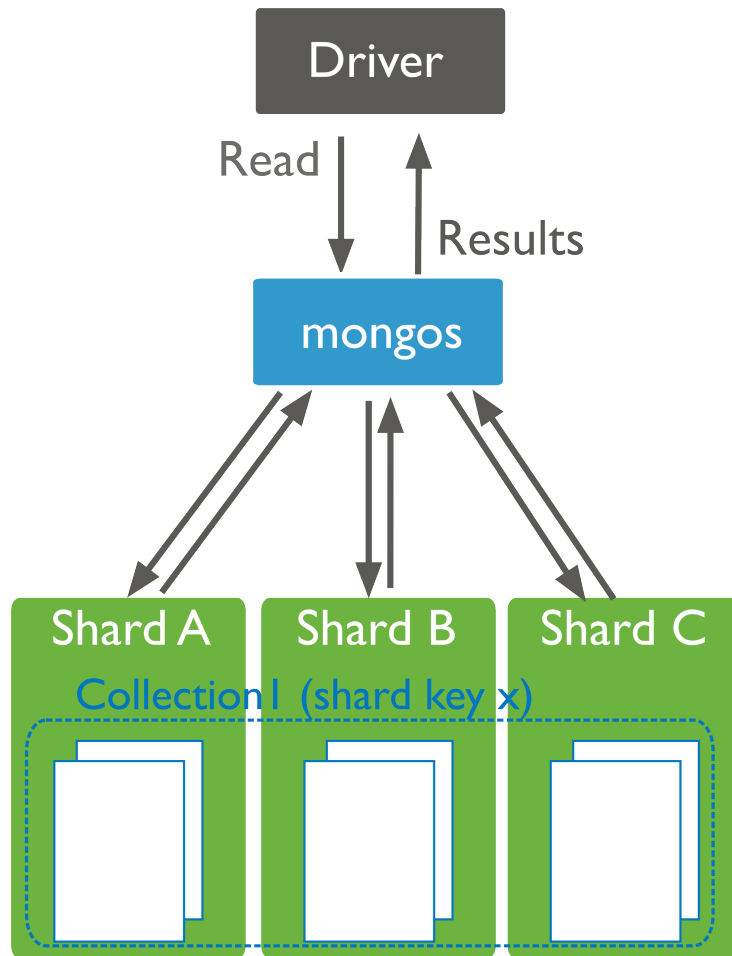 Driver
Read
Results
mongos
Shard A
Shard B
Shard C
Collection1 (shard key x)